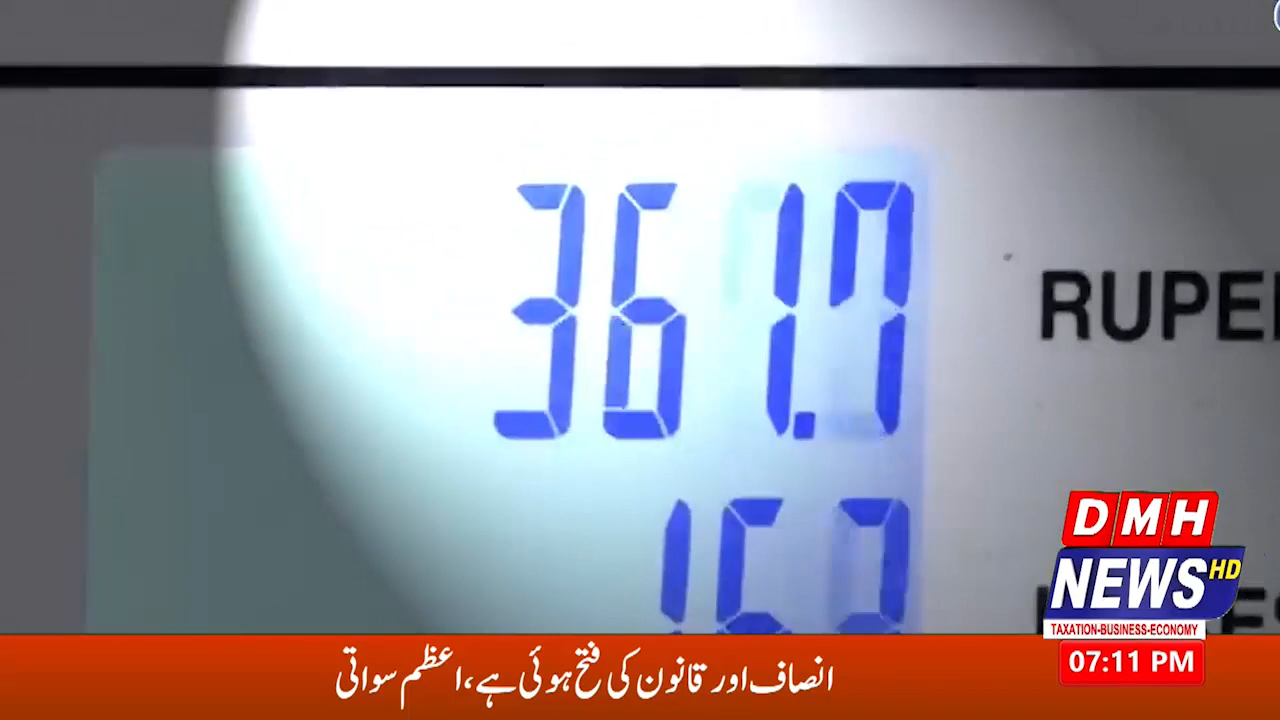 361.7
RUPE
DMH
NEWS HD
TAXATION-BUSINESS-ECONOMY
07:11 PM
انصاف اور قانون کی فتح ہوئی ہے، اعظم سواتی